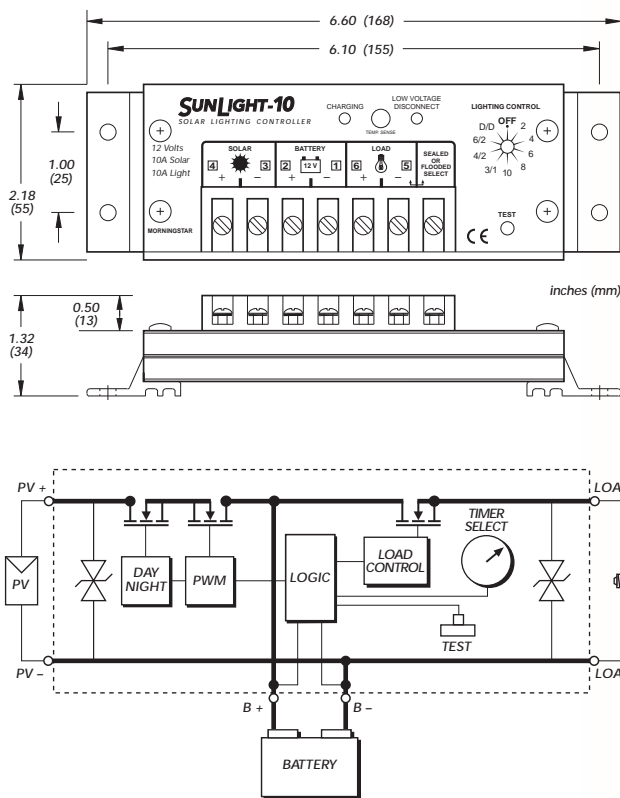 6.60 (168)
6.10 (155)
SUNLIGHT-10
SOLAR LIGHTING CONTROLLER
CHARGING
LOW VOLTAGE
DISCONNECT
TEMP. SENSE
LIGHTING CONTROL
OFF
D/D 2
6/2 4
4/2 6
3/1 10 8
12 Volts
10A Solar
10A Light
SOLAR
BATTERY
LOAD
SEALED
OR
FLOODED
SELECT
4 3 2 12 V 1 6 5
+ − + − + −
TEST
MORNINGSTAR
CE
1.00
(25)
2.18
(55)
inches (mm)
0.50
(13)
1.32
(34)
PV +
LOA
TIMER
SELECT
PV
DAY
NIGHT
PWM
LOGIC
LOAD
CONTROL
TEST
PV −
LOA
B +
B −
BATTERY